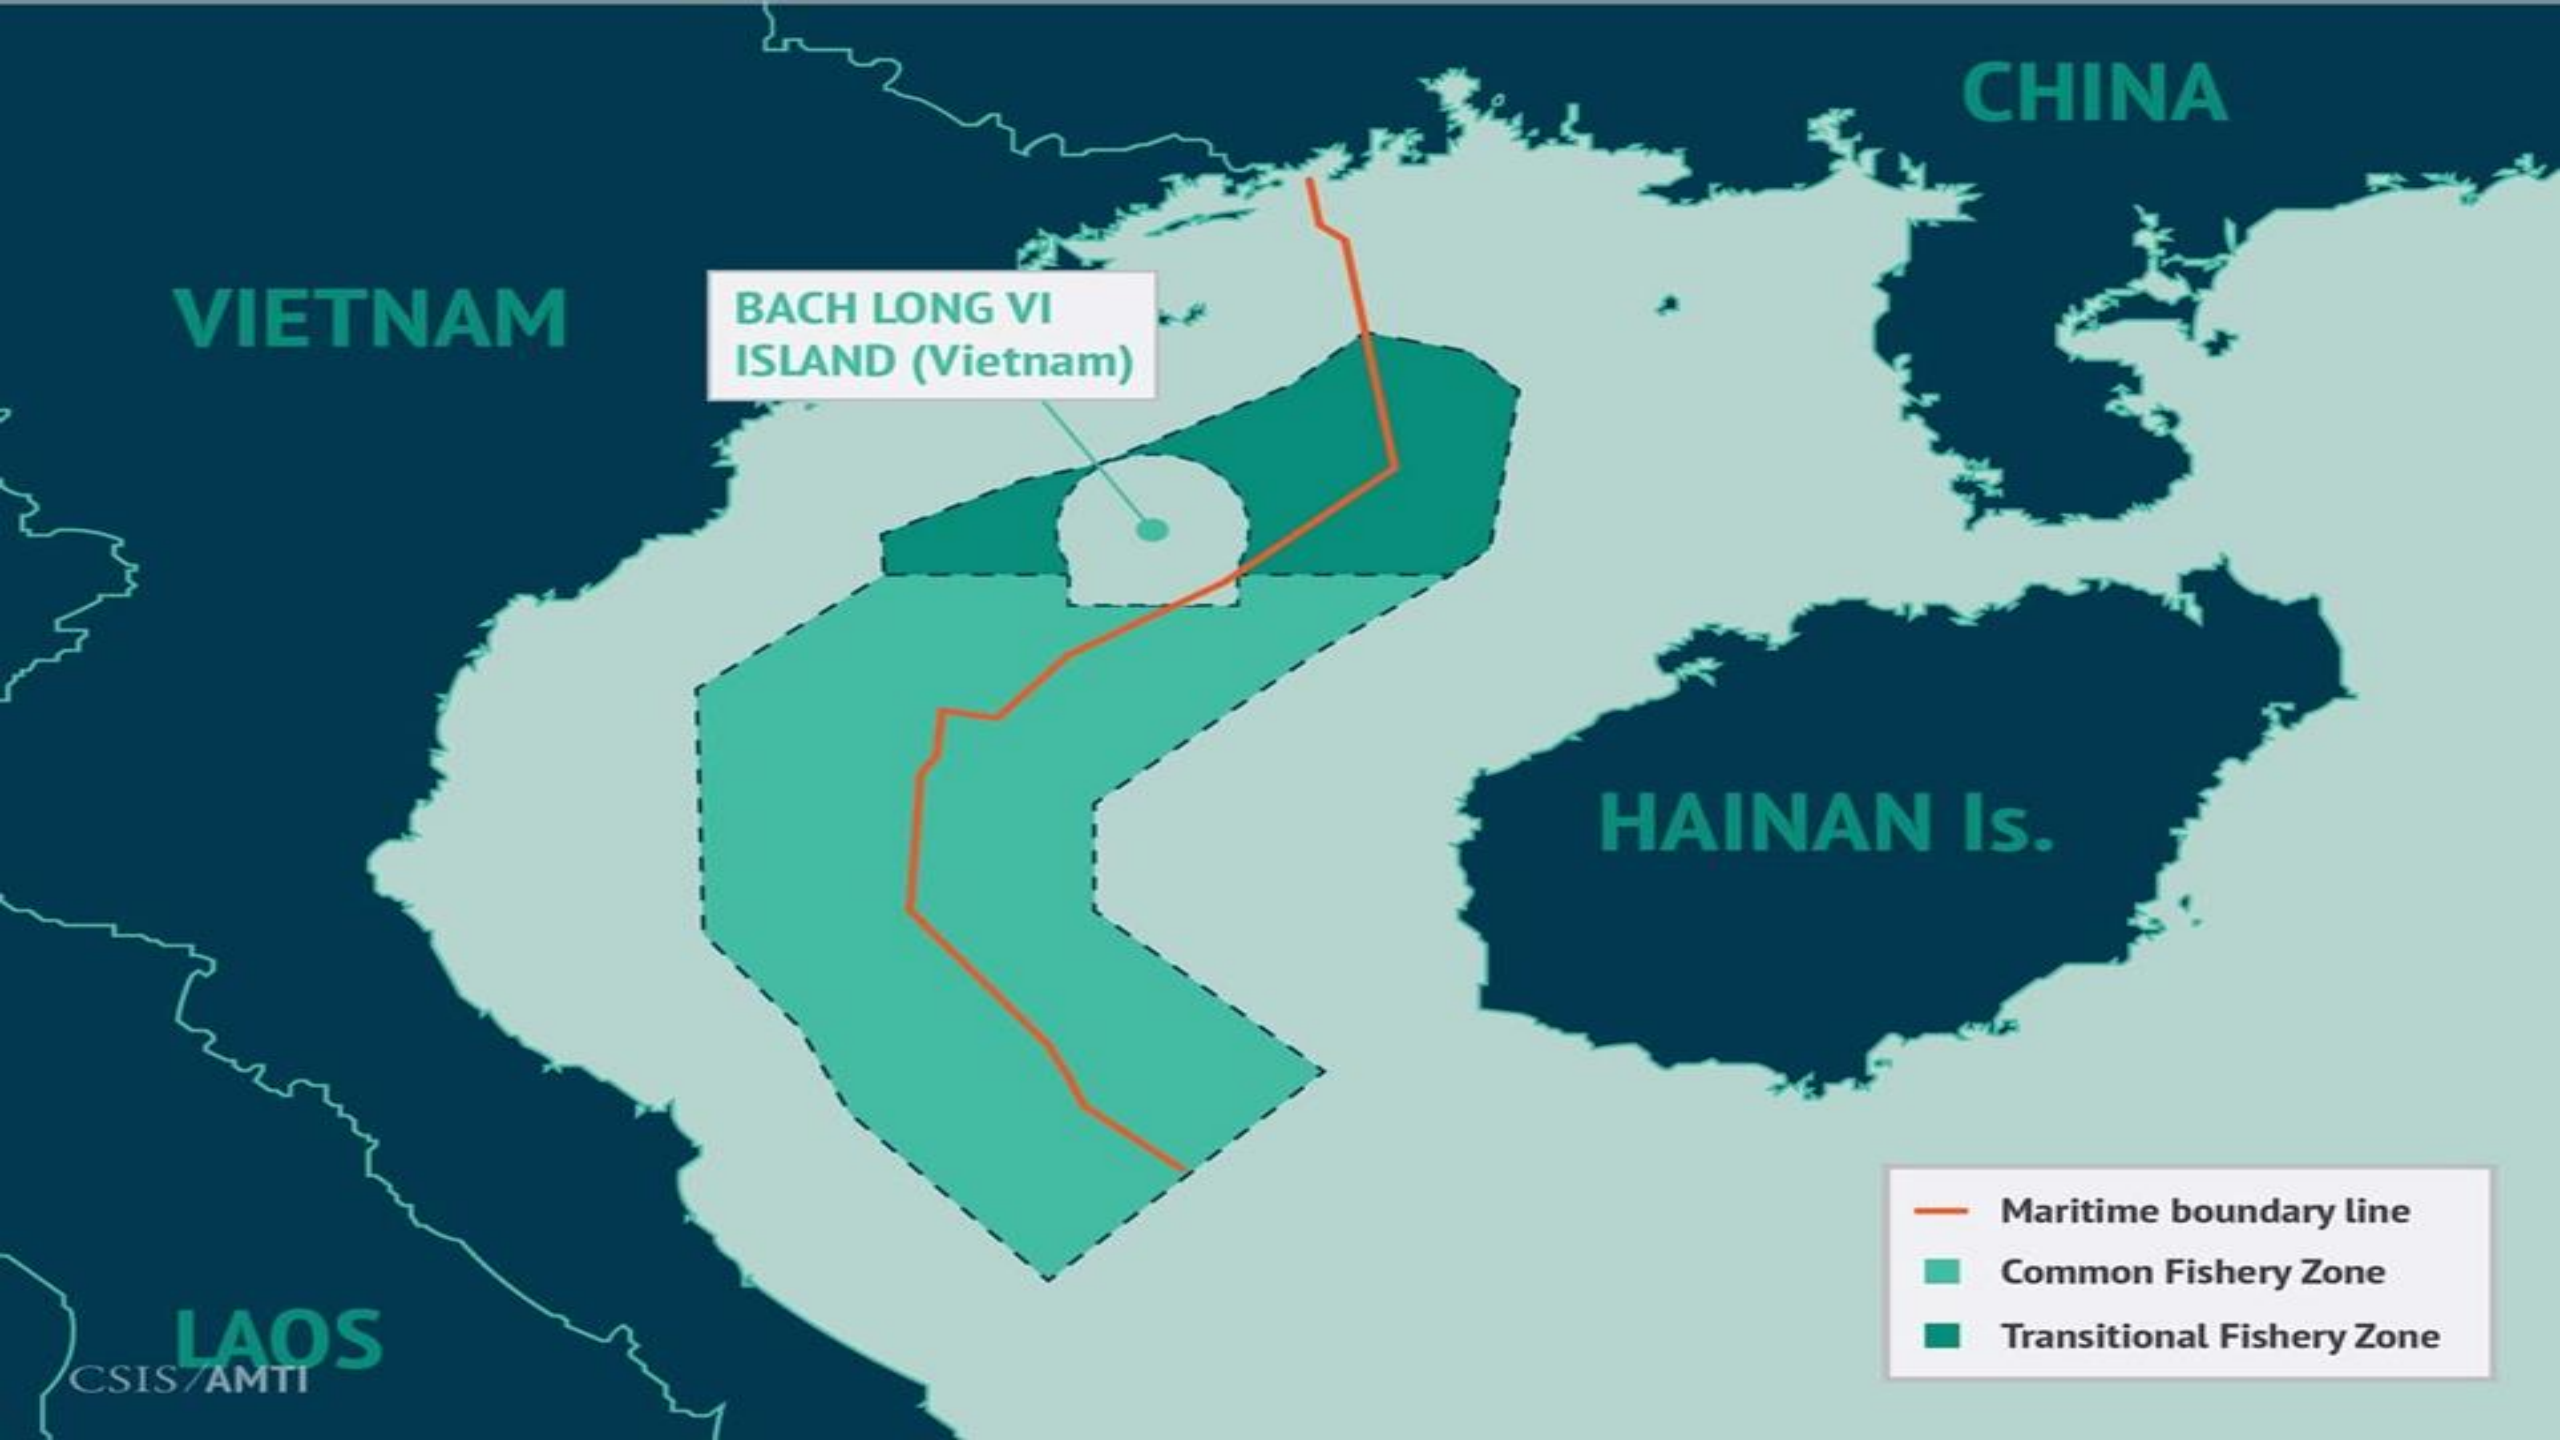 CHINA
VIETNAM
BACH LONG VI
ISLAND (Vietnam)
HAINAN Is.
Maritime boundary line
Common Fishery Zone
Transitional Fishery Zone
LAOS
CSIS/AMTI